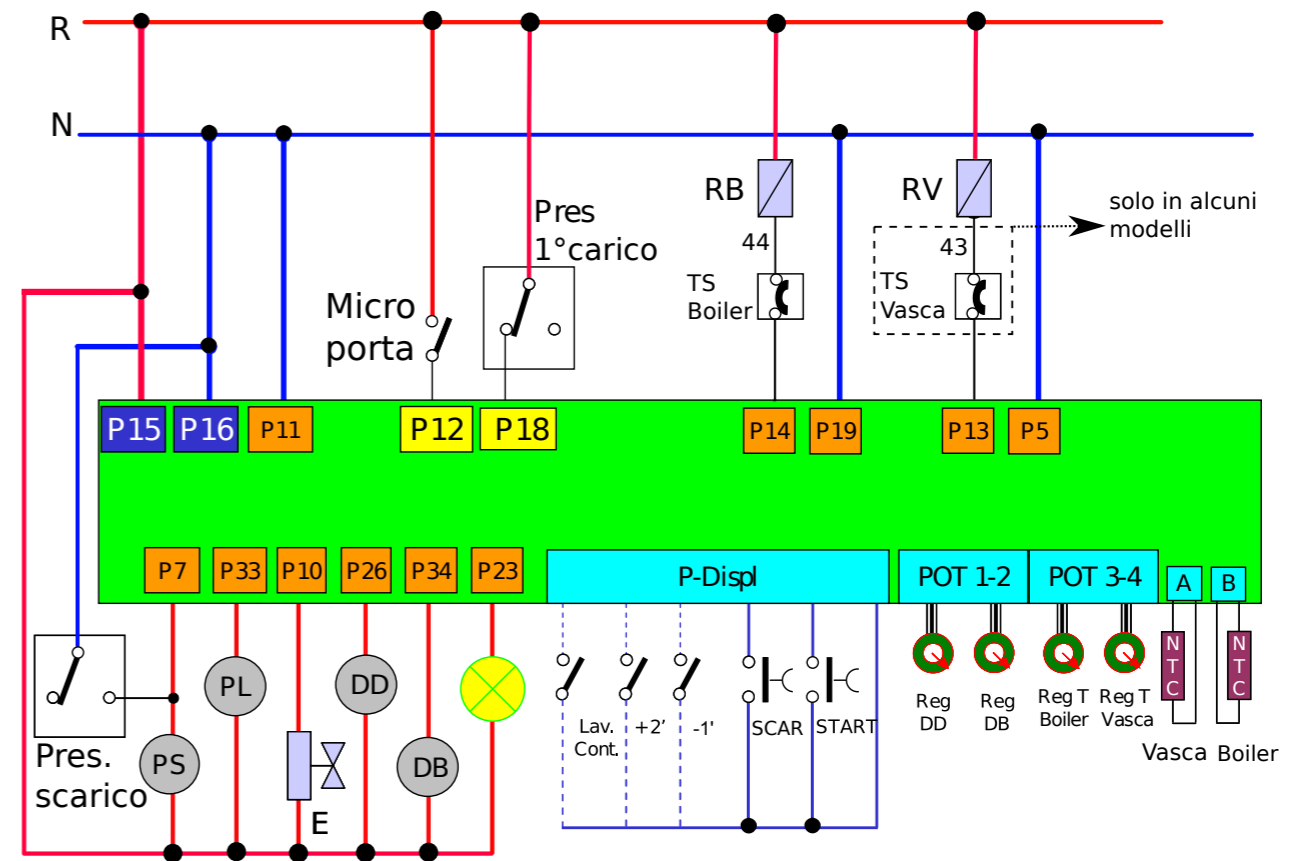 R
N
Pres
1°carico
RB
RV
solo in alcuni
modelli
44
43
Micro
porta
TS
Boiler
TS
Vasca
P15
P16
P11
P12
P18
P14
P19
P13
P5
P7
P33
P10
P26
P34
P23
P-Displ
POT 1-2
POT 3-4
A
B
NTC
NTC
PL
DD
PS
DB
E
Pres.
scarico
Lav.
Cont.
+2'
-1'
SCAR
START
Reg
DD
Reg
DB
Reg T
Boiler
Reg T
Vasca
Vasca
Boiler